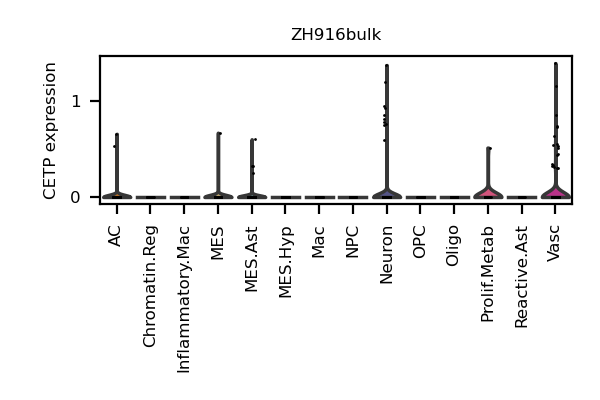 ZH916bulk
CETP expression
1
0
AC
Chromatin.Reg
Inflammatory.Mac
MES
MES.Ast
MES.Hyp
Mac
NPC
Neuron
OPC
Oligo
Prolif.Metab
Reactive.Ast
Vasc